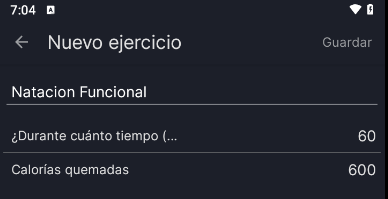 7:04
Nuevo ejercicio
Guardar
Natacion Funcional
¿Durante cuánto tiempo (... 60
Calorías quemadas 600